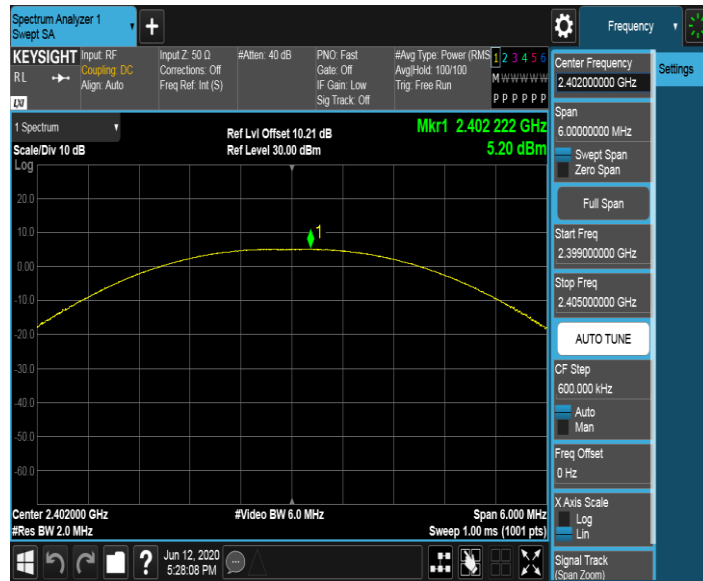 Spectrum Analyzer 1
Swept SA
+
Frequency
KEYSIGHT
RL
LXI
Input: RF
Coupling: DC
Align: Auto
Input Z: 50 Ω
Corrections: Off
Freq Ref: Int (S)
#Atten: 40 dB
PNO: Fast
Gate: Off
IF Gain: Low
Sig Track: Off
#Avg Type: Power (RMS
Avg|Hold: 100/100
Trig: Free Run
1 2 3 4 5 6
M W W W W W
P P P P P P
1 Spectrum
Scale/Div 10 dB
Log
Ref Lvl Offset 10.21 dB
Ref Level 30.00 dBm
Mkr1 2.402 222 GHz
5.20 dBm
20.0
10.0
0.00
-10.0
-20.0
-30.0
-40.0
-50.0
-60.0
1
Center 2.402000 GHz
#Res BW 2.0 MHz
#Video BW 6.0 MHz
Span 6.000 MHz
Sweep 1.00 ms (1001 pts)
?
Jun 12, 2020
5:28:08 PM
Center Frequency
2.402000000 GHz
Settings
Span
6.00000000 MHz
Swept Span
Zero Span
Full Span
Start Freq
2.399000000 GHz
Stop Freq
2.405000000 GHz
AUTO TUNE
CF Step
600.000 kHz
Auto
Man
Freq Offset
0 Hz
X Axis Scale
Log
Lin
Signal Track
(Span Zoom)